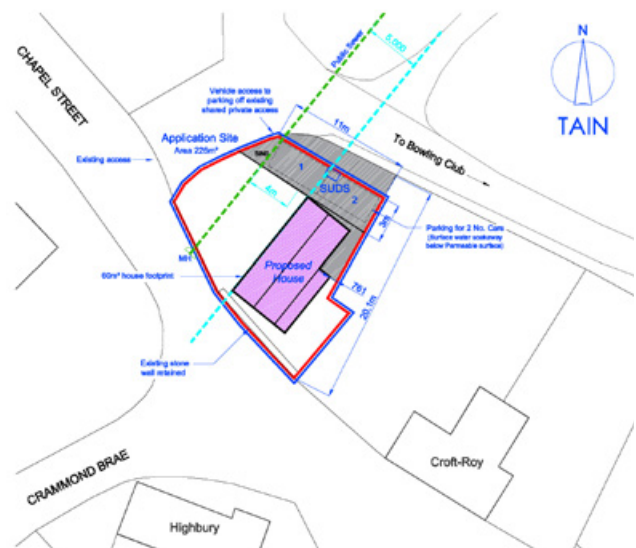 CHAPEL STREET
Public Sewer
5.000
N
TAIN
Vehicle access to
parking off existing
shared private access
11m
Application Site
Area 225m²
To Bowling Club
Existing access
1
SUDS
2
4m
3m
Parking for 2 No. Cars
(Surface water soakaway
below Permeable surface)
MH
60m² house footprint
Proposed
House
761
20.1m
Existing stone
wall retained
Croft-Roy
CRAMMOND BRAE
Highbury